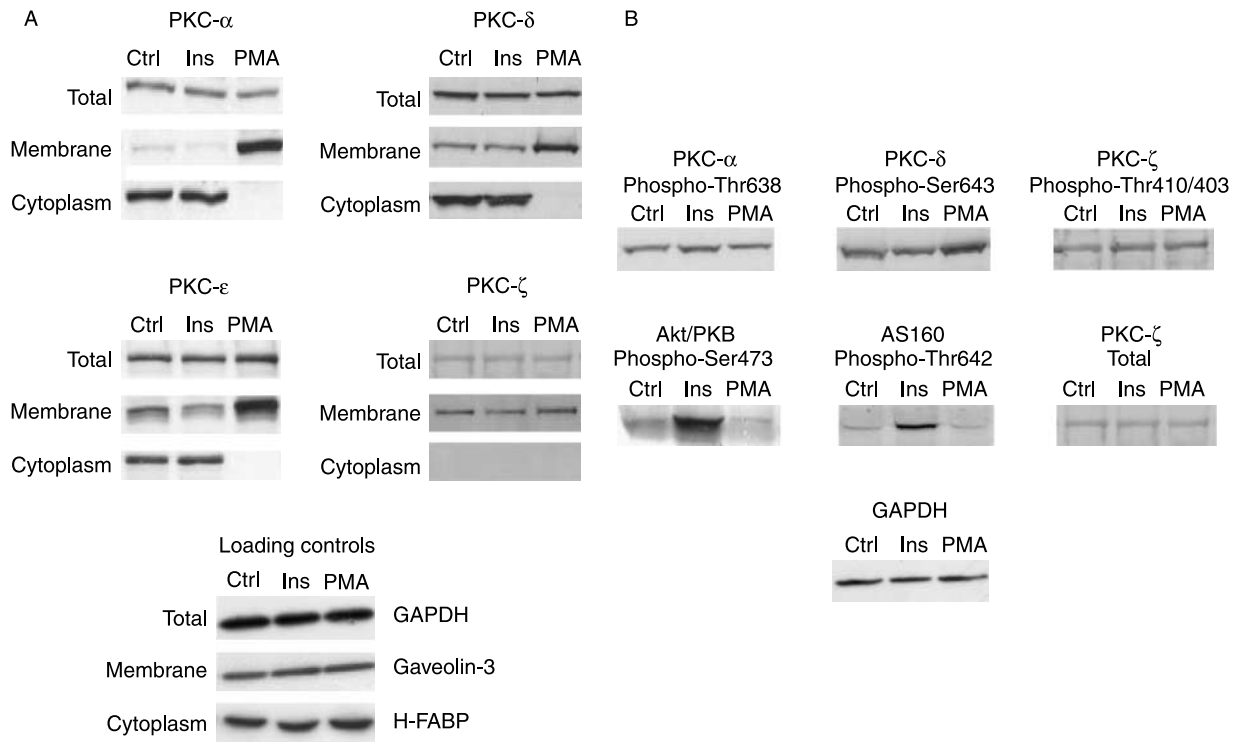 A
B
PKC-α
Ctrl Ins PMA
Total
Membrane
Cytoplasm
PKC-δ
Ctrl Ins PMA
Total
Membrane
Cytoplasm
PKC-ε
Ctrl Ins PMA
Total
Membrane
Cytoplasm
PKC-ζ
Ctrl Ins PMA
Total
Membrane
Cytoplasm
Loading controls
Ctrl Ins PMA
Total GAPDH
Membrane Gaveolin-3
Cytoplasm H-FABP
PKC-α
Phospho-Thr638
Ctrl Ins PMA
PKC-δ
Phospho-Ser643
Ctrl Ins PMA
PKC-ζ
Phospho-Thr410/403
Ctrl Ins PMA
Akt/PKB
Phospho-Ser473
Ctrl Ins PMA
AS160
Phospho-Thr642
Ctrl Ins PMA
PKC-ζ
Total
Ctrl Ins PMA
GAPDH
Ctrl Ins PMA